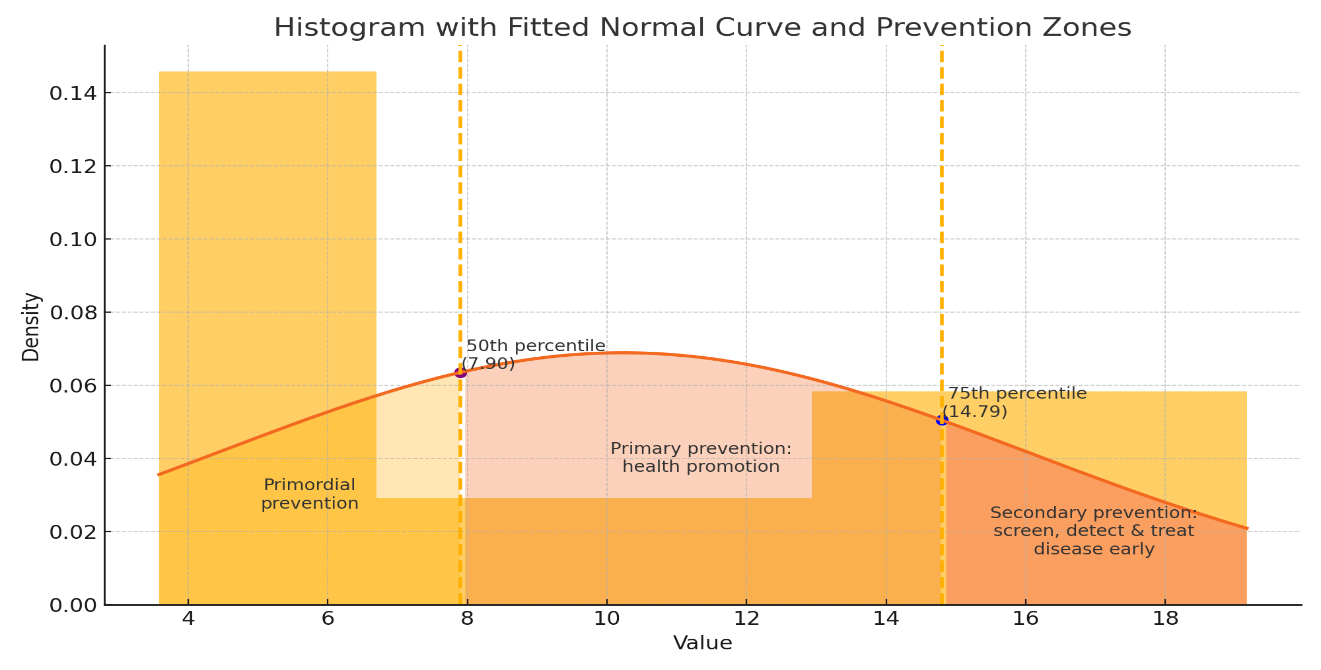 Histogram with Fitted Normal Curve and Prevention Zones
0.14
0.12
0.10
0.08
0.06
0.04
0.02
0.00
Density
50th percentile
(7.90)
75th percentile
(14.79)
Primary prevention:
health promotion
Primordial
prevention
Secondary prevention:
screen, detect & treat
disease early
4 6 8 10 12 14 16 18
Value